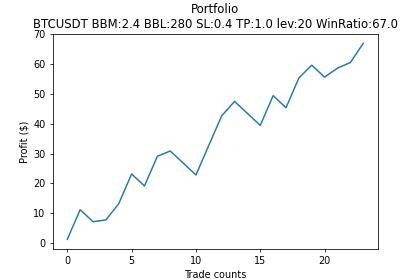 Portfolio
BTCUSDT BBM:2.4 BBL:280 SL:0.4 TP:1.0 lev:20 WinRatio:67.0
70
60
50
40
30
20
10
0
Profit ($)
0 5 10 15 20
Trade counts